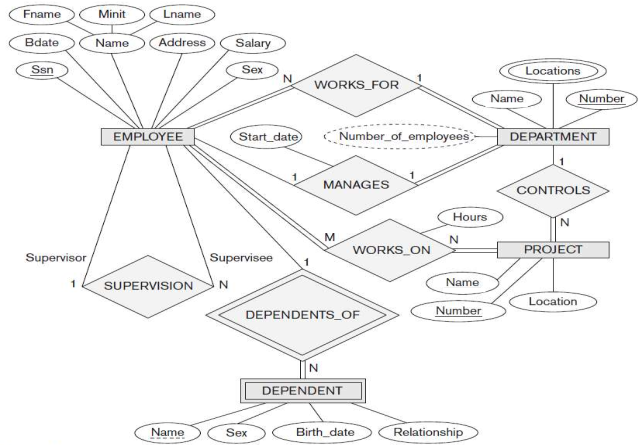 Fname Minit Lname
Bdate Name Address Salary
Ssn Sex
N WORKS_FOR 1
Locations
Name Number
EMPLOYEE Start_date Number_of_employees DEPARTMENT
1 MANAGES 1
1
CONTROLS
N
Hours
M WORKS_ON N PROJECT
Supervisor Supervisee
1 SUPERVISION N
1
Name
Number Location
DEPENDENTS_OF
N
DEPENDENT
Name Sex Birth_date Relationship